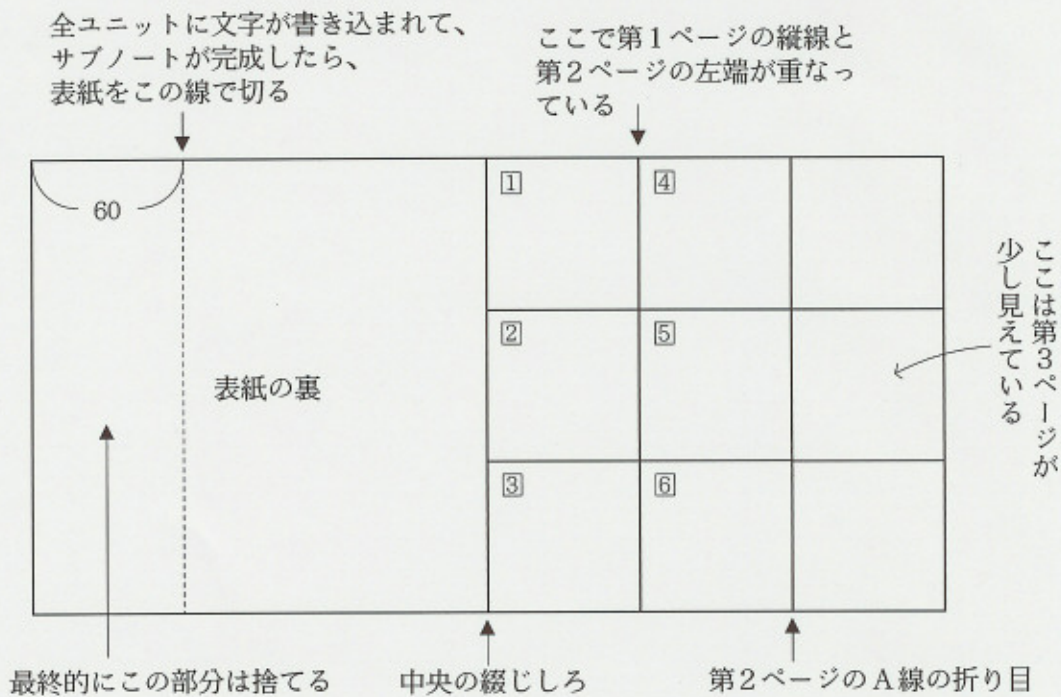 全ユニットに文字が書き込まれて、
サブノートが完成したら、
表紙をこの線で切る
ここで第1ページの縦線と
第2ページの左端が重なっ
ている
60
1
4
2
5
表紙の裏
3
6
ここは第3ページが
少し見えている
最終的にこの部分は捨てる
中央の綴じしろ
第2ページのA線の折り目